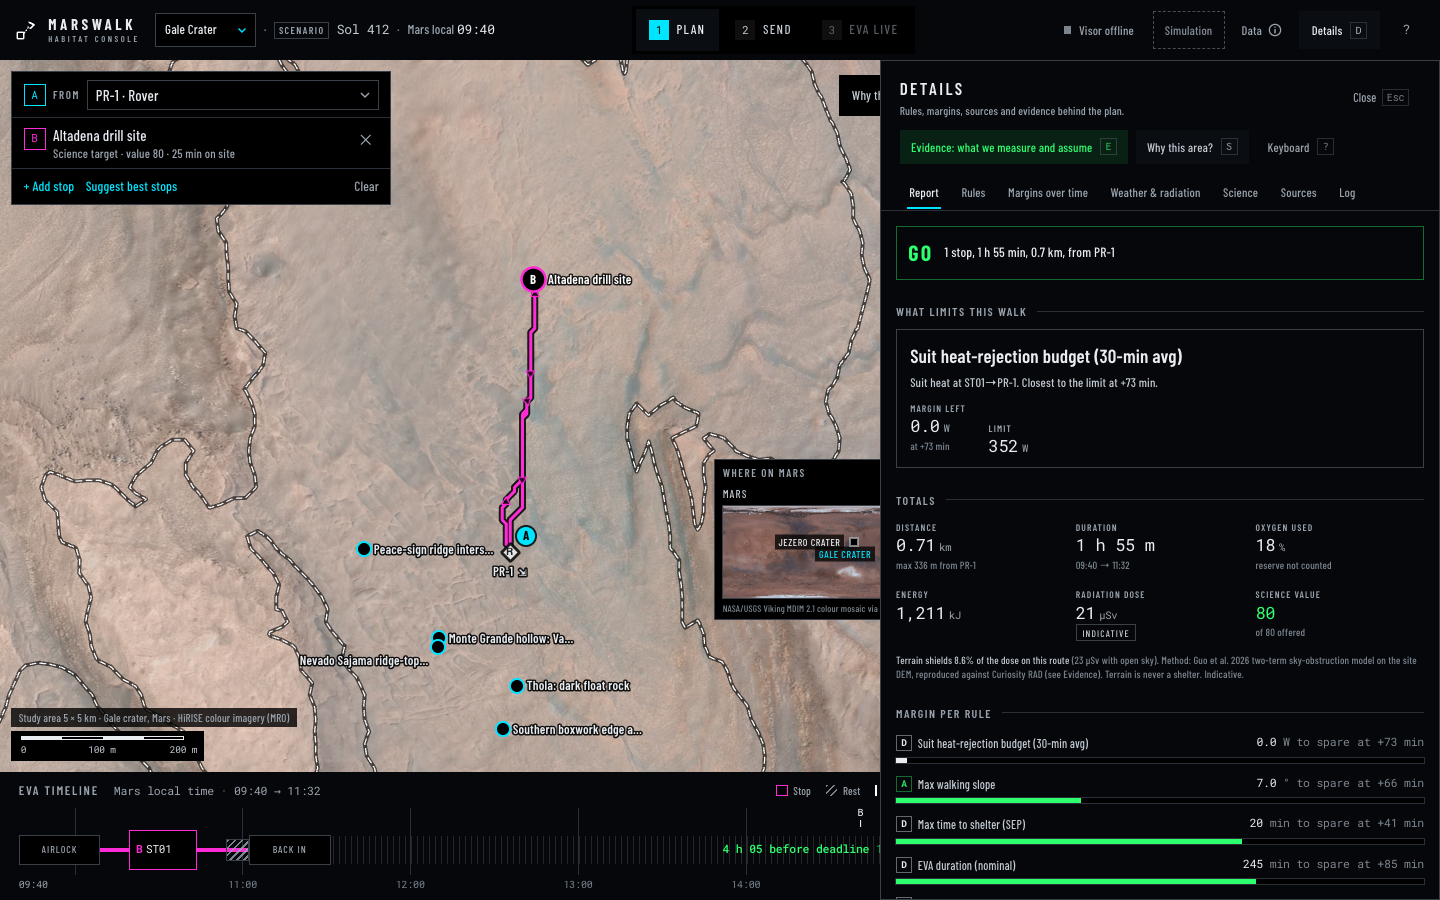 MARSWALK
HABITAT CONSOLE
Gale Crater
· SCENARIO Sol 412 · Mars local 09:40
1 PLAN
2 SEND
3 EVA LIVE
Visor offline
Simulation
Data
Details D
?
A FROM PR-1 · Rover
B Altadena drill site
Science target · value 80 · 25 min on site
+ Add stop Suggest best stops Clear
Why th
B Altadena drill site
A
R
PR-1
Peace-sign ridge inters...
Monte Grande hollow: Va...
Nevado Sajama ridge-top...
Thola: dark float rock
Southern boxwork edge a...
WHERE ON MARS
MARS
JEZERO CRATER
GALE CRATER
NASA/USGS Viking MDIM 2.1 colour mosaic via
Study area 5 × 5 km · Gale crater, Mars · HiRISE colour imagery (MRO)
0 100 m 200 m
EVA TIMELINE Mars local time · 09:40 → 11:32
Stop Rest
B
AIRLOCK
B ST01
BACK IN
4 h 05 before deadline 1
09:40 11:00 12:00 13:00 14:00
DETAILS
Rules, margins, sources and evidence behind the plan.
Close Esc
Evidence: what we measure and assume E
Why this area? S
Keyboard ?
Report Rules Margins over time Weather & radiation Science Sources Log
GO 1 stop, 1 h 55 min, 0.7 km, from PR-1
WHAT LIMITS THIS WALK
Suit heat-rejection budget (30-min avg)
Suit heat at ST01→PR-1. Closest to the limit at +73 min.
MARGIN LEFT
0.0 W
at +73 min
LIMIT
352 W
TOTALS
DISTANCE
0.71 km
max 336 m from PR-1
DURATION
1 h 55 m
09:40 → 11:32
OXYGEN USED
18 %
reserve not counted
ENERGY
1,211 kJ
RADIATION DOSE
21 µSv
INDICATIVE
SCIENCE VALUE
80
of 80 offered
Terrain shields 8.6% of the dose on this route (23 µSv with open sky). Method: Guo et al. 2026 two-term sky-obstruction model on the site
DEM, reproduced against Curiosity RAD (see Evidence). Terrain is never a shelter. Indicative.
MARGIN PER RULE
D Suit heat-rejection budget (30-min avg) 0.0 W to spare at +73 min
A Max walking slope 7.0 ° to spare at +66 min
D Max time to shelter (SEP) 20 min to spare at +41 min
D EVA duration (nominal) 245 min to spare at +85 min